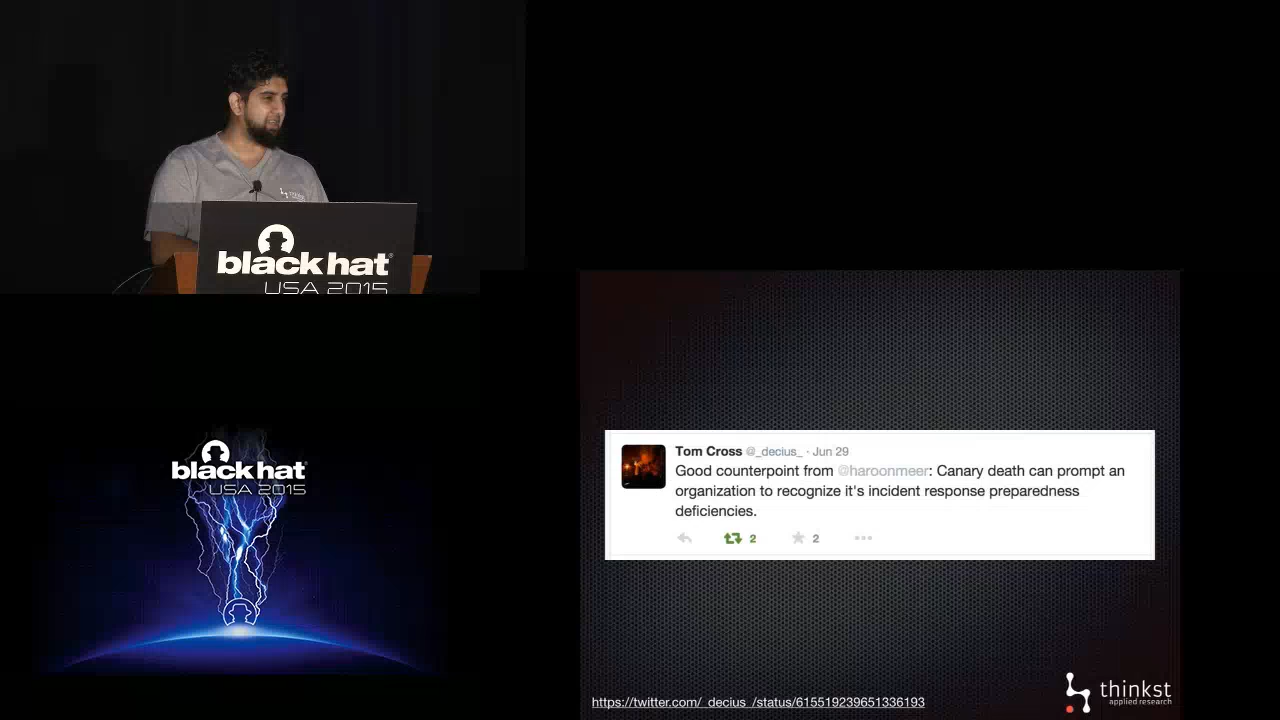 thinkst
black hat
USA 2015
black hat
USA 2015
Tom Cross @_decius_ · Jun 29
Good counterpoint from @haroonmeer: Canary death can prompt an
organization to recognize it's incident response preparedness
deficiencies.
2
2
https://twitter.com/_decius_/status/615519239651336193
thinkst
applied research